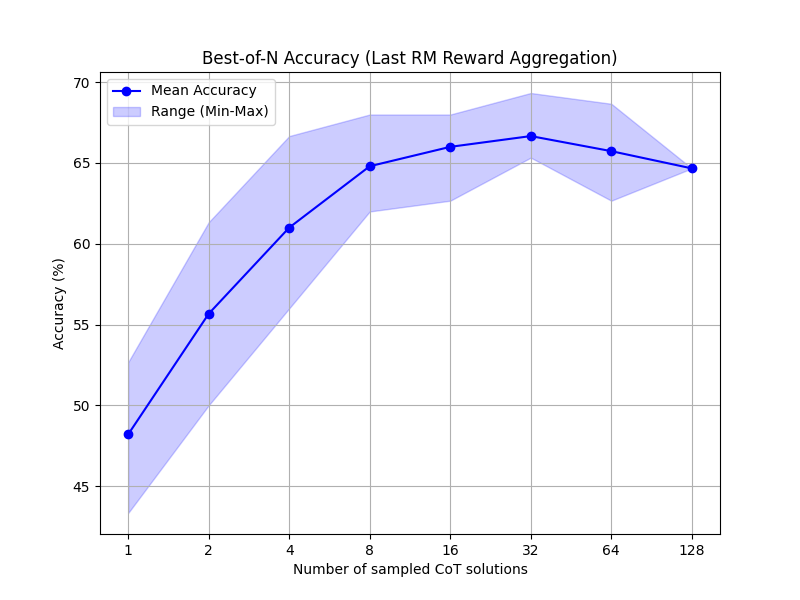 Best-of-N Accuracy (Last RM Reward Aggregation)
Mean Accuracy
Range (Min-Max)
70
65
60
55
50
45
Accuracy (%)
1 2 4 8 16 32 64 128
Number of sampled CoT solutions